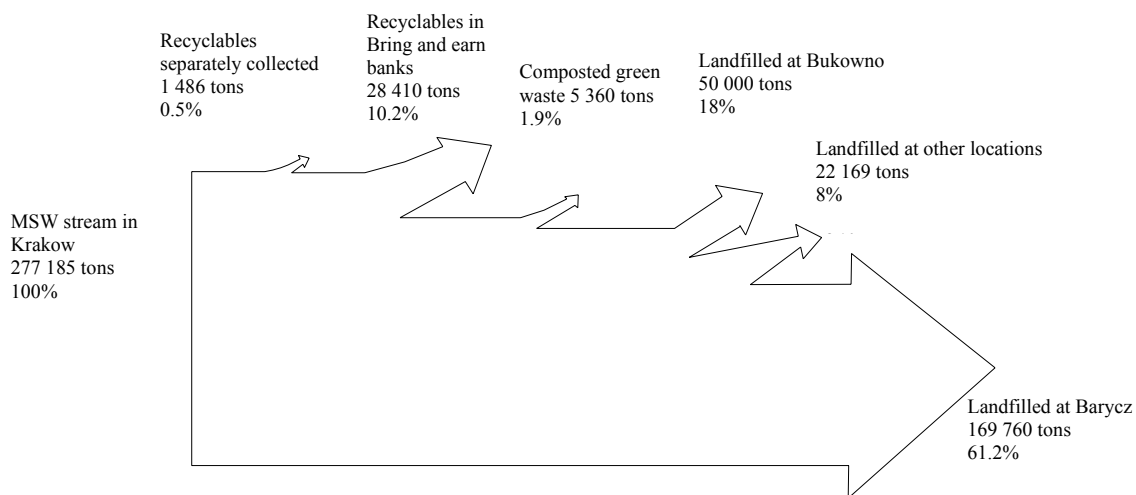 Recyclables
separately collected
1 486 tons
0.5%
Recyclables in
Bring and earn
banks
28 410 tons
10.2%
Composted green
waste 5 360 tons
1.9%
Landfilled at Bukowno
50 000 tons
18%
Landfilled at other locations
22 169 tons
8%
MSW stream in
Krakow
277 185 tons
100%
Landfilled at Barycz
169 760 tons
61.2%